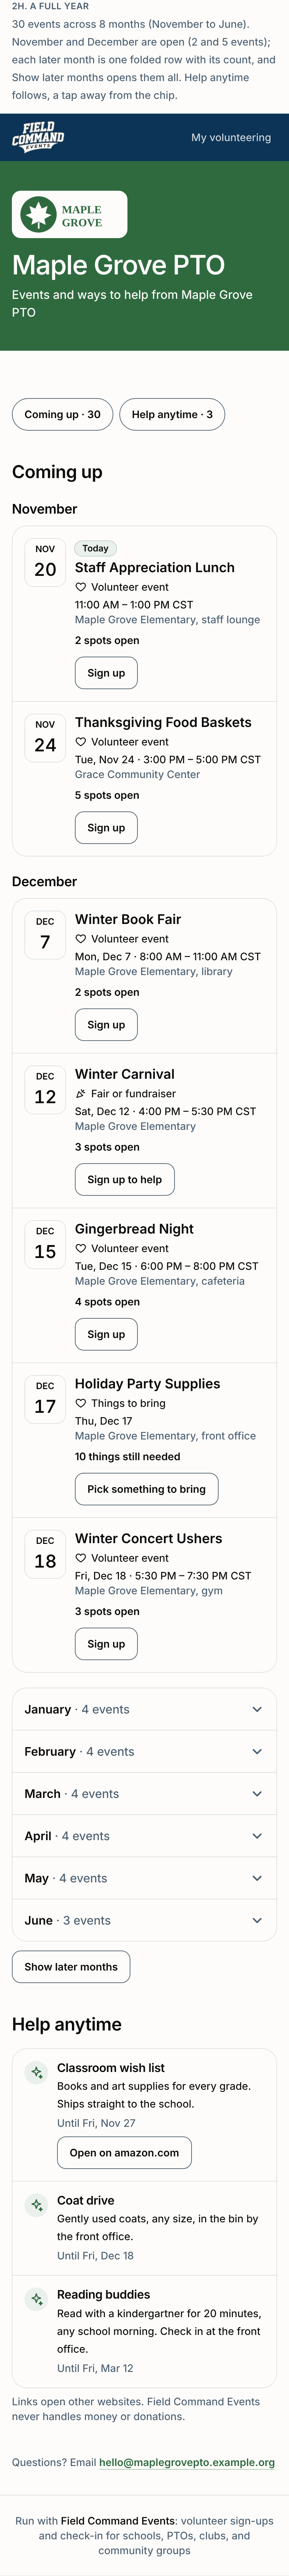 2H. A FULL YEAR
30 events across 8 months (November to June).
November and December are open (2 and 5 events);
each later month is one folded row with its count, and
Show later months opens them all. Help anytime
follows, a tap away from the chip.
FIELD
COMMAND
EVENTS
My volunteering
MAPLE
GROVE
Maple Grove PTO
Events and ways to help from Maple Grove
PTO
Coming up · 30
Help anytime · 3
Coming up
November
NOV
20
Today
Staff Appreciation Lunch
Volunteer event
11:00 AM – 1:00 PM CST
Maple Grove Elementary, staff lounge
2 spots open
Sign up
NOV
24
Thanksgiving Food Baskets
Volunteer event
Tue, Nov 24 · 3:00 PM – 5:00 PM CST
Grace Community Center
5 spots open
Sign up
December
DEC
7
Winter Book Fair
Volunteer event
Mon, Dec 7 · 8:00 AM – 11:00 AM CST
Maple Grove Elementary, library
2 spots open
Sign up
DEC
12
Winter Carnival
Fair or fundraiser
Sat, Dec 12 · 4:00 PM – 5:30 PM CST
Maple Grove Elementary
3 spots open
Sign up to help
DEC
15
Gingerbread Night
Volunteer event
Tue, Dec 15 · 6:00 PM – 8:00 PM CST
Maple Grove Elementary, cafeteria
4 spots open
Sign up
DEC
17
Holiday Party Supplies
Things to bring
Thu, Dec 17
Maple Grove Elementary, front office
10 things still needed
Pick something to bring
DEC
18
Winter Concert Ushers
Volunteer event
Fri, Dec 18 · 5:30 PM – 7:30 PM CST
Maple Grove Elementary, gym
3 spots open
Sign up
January · 4 events
February · 4 events
March · 4 events
April · 4 events
May · 4 events
June · 3 events
Show later months
Help anytime
Classroom wish list
Books and art supplies for every grade.
Ships straight to the school.
Until Fri, Nov 27
Open on amazon.com
Coat drive
Gently used coats, any size, in the bin by
the front office.
Until Fri, Dec 18
Reading buddies
Read with a kindergartner for 20 minutes,
any school morning. Check in at the front
office.
Until Fri, Mar 12
Links open other websites. Field Command Events
never handles money or donations.
Questions? Email hello@maplegrovepto.example.org
Run with Field Command Events: volunteer sign-ups
and check-in for schools, PTOs, clubs, and
community groups